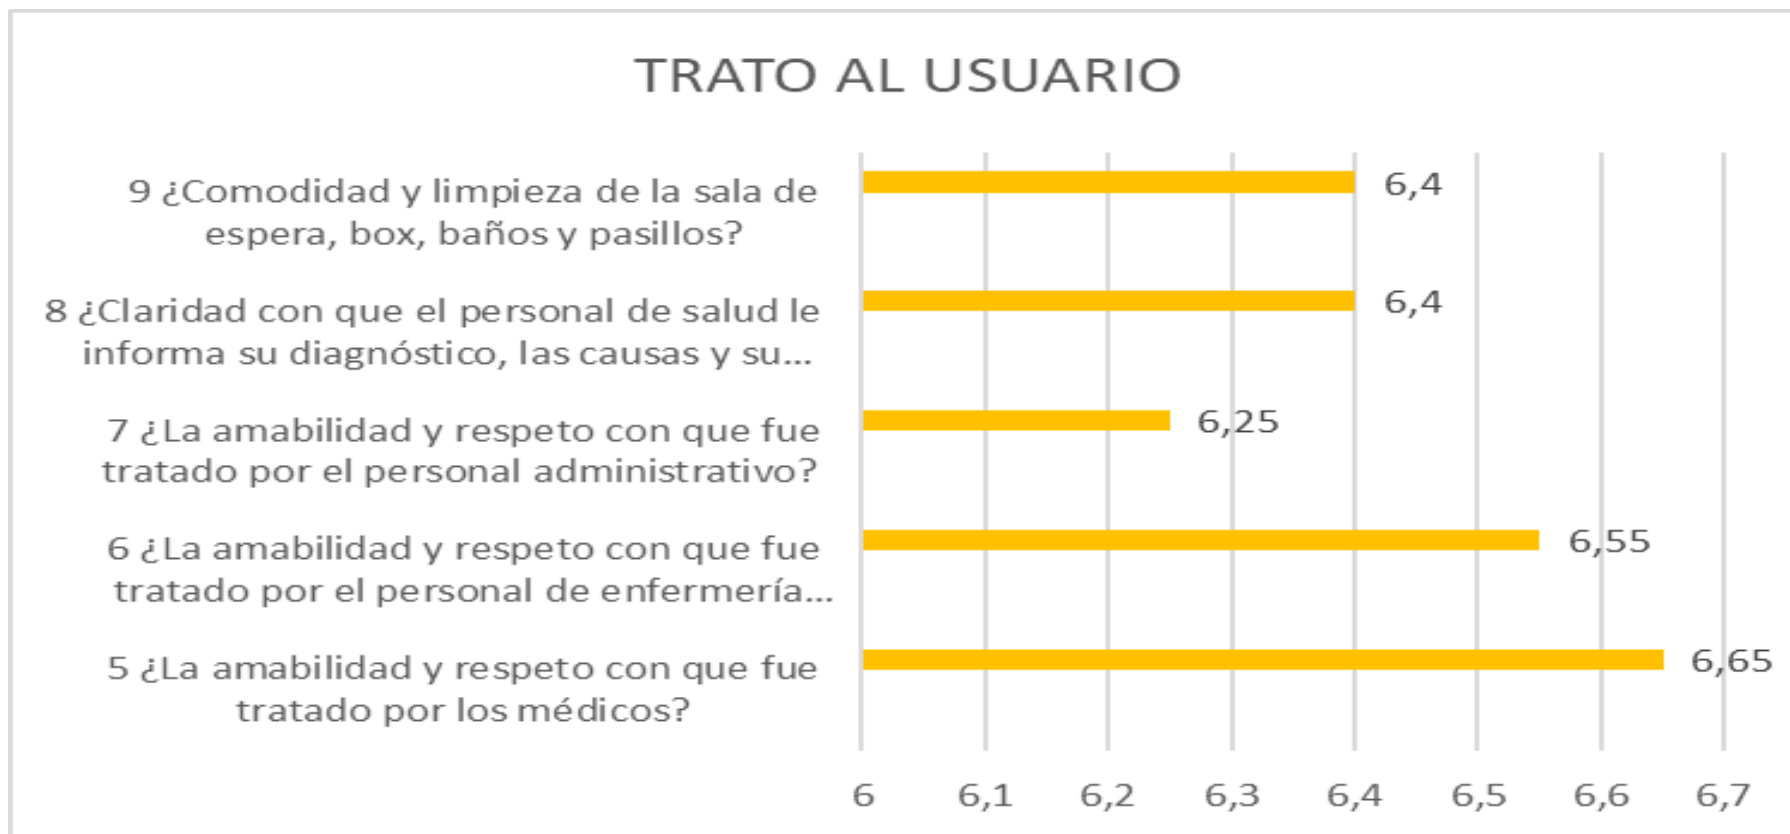 TRATO AL USUARIO
9 ¿Comodidad y limpieza de la sala de
espera, box, baños y pasillos?
6,4
8 ¿Claridad con que el personal de salud le
informa su diagnóstico, las causas y su...
6,4
7 ¿La amabilidad y respeto con que fue
tratado por el personal administrativo?
6,25
6 ¿La amabilidad y respeto con que fue
tratado por el personal de enfermería...
6,55
5 ¿La amabilidad y respeto con que fue
tratado por los médicos?
6,65
6 6,1 6,2 6,3 6,4 6,5 6,6 6,7